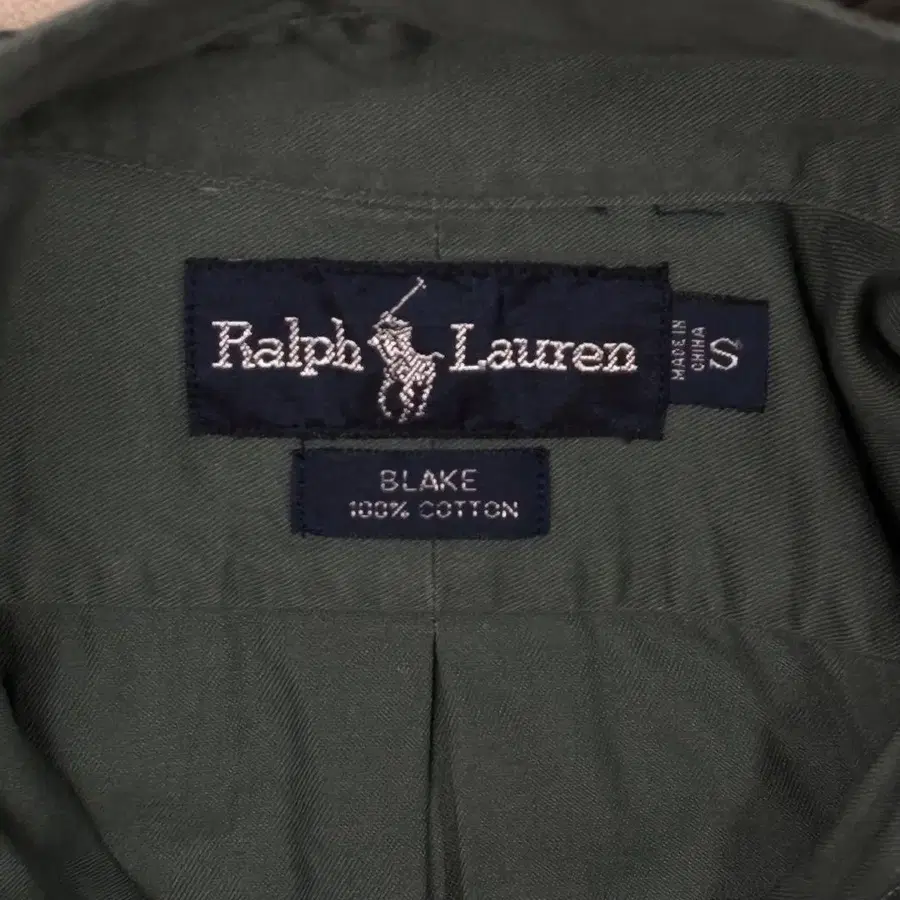 Ralph Lauren
MADE IN
CHINA
S
BLAKE
100% COTTON